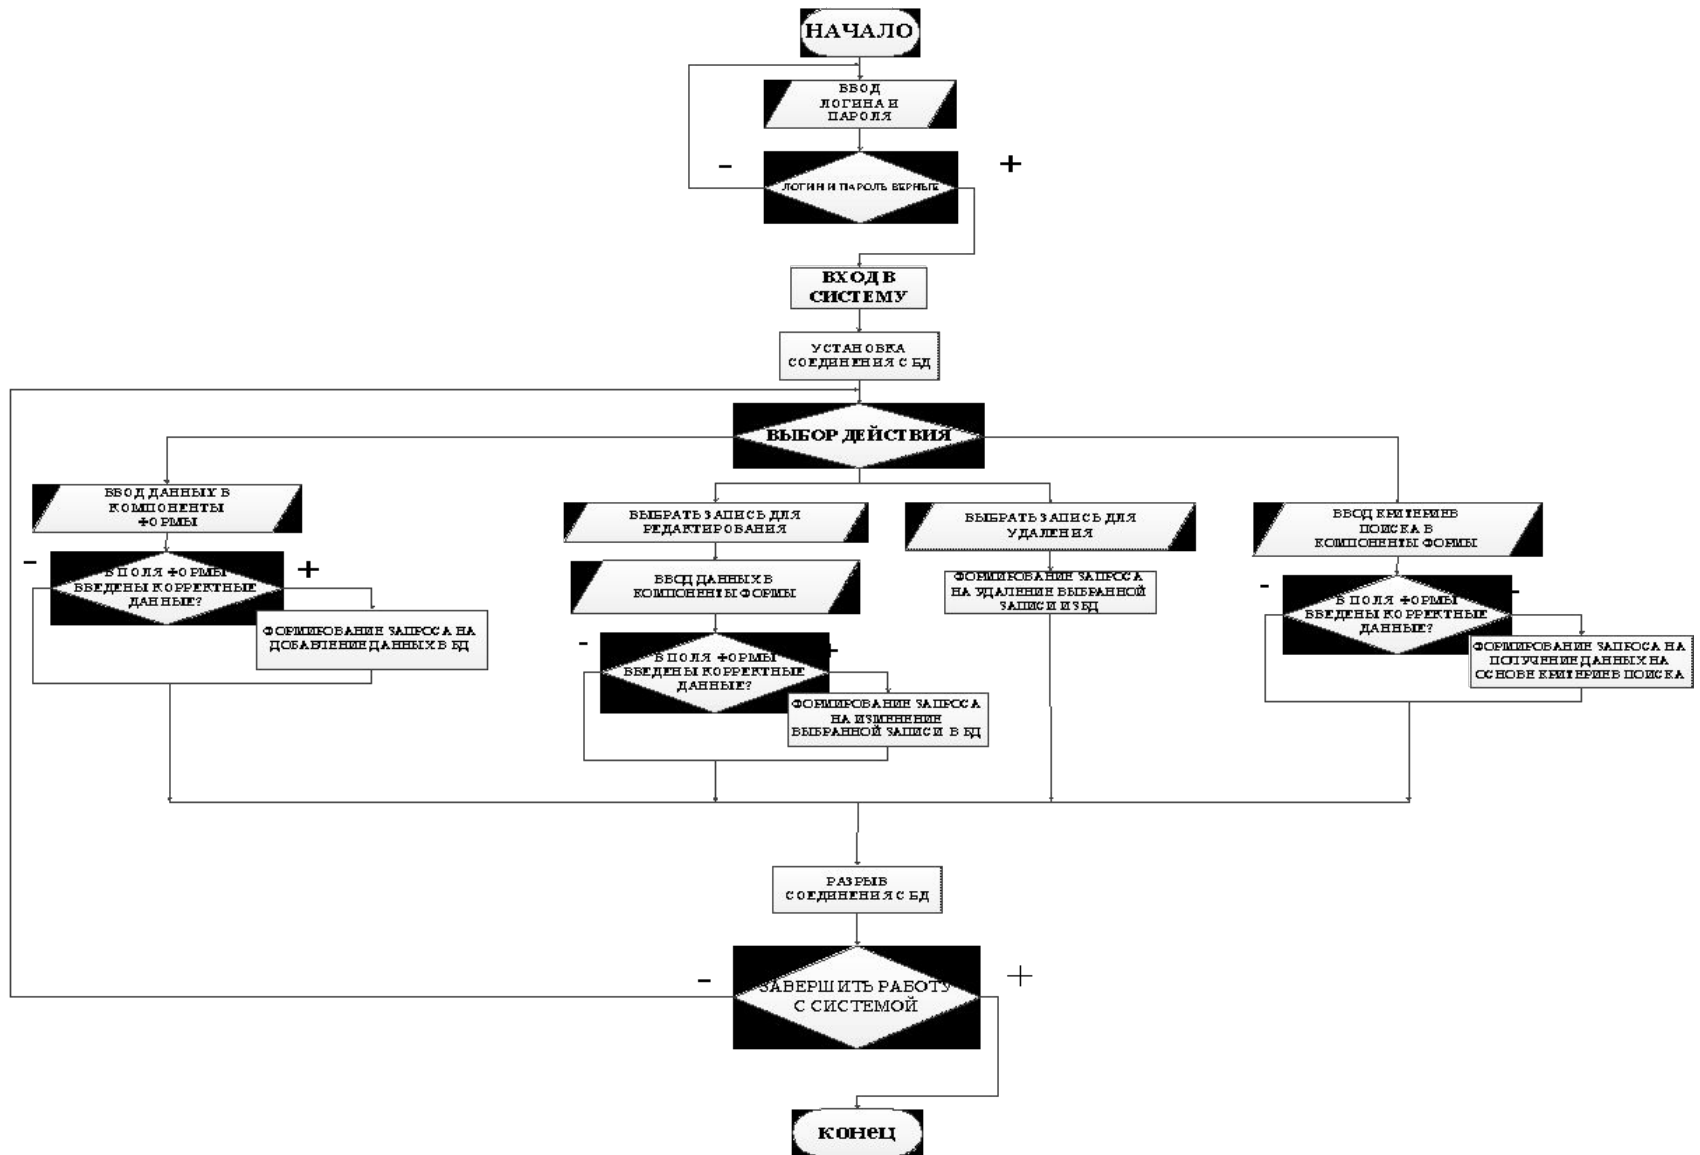 НАЧАЛО
ВВОД
ЛОГИНА И
ПАРОЛЯ
-
+
ЛОГИН И ПАРОЛЬ ВЕРНЫЕ
ВХОД В
СИСТЕМУ
УСТАНОВКА
СОЕДИНЕНИЯ С БД
ВЫБОР ДЕЙСТВИЯ
ВВОД ДАННЫХ В
КОМПОНЕНТЫ
ФОРМЫ
-
+
В ПОЛЯ ФОРМЫ
ВВЕДЕНЫ КОРРЕКТНЫЕ
ДАННЫЕ?
ФОРМИРОВАНИЕ ЗАПРОСА НА
ДОБАВЛЕНИЕ ДАННЫХ В БД
ВЫБРАТЬ ЗАПИСЬ ДЛЯ
РЕДАКТИРОВАНИЯ
ВВОД ДАННЫХ В
КОМПОНЕНТЫ ФОРМЫ
-
+
В ПОЛЯ ФОРМЫ
ВВЕДЕНЫ КОРРЕКТНЫЕ
ДАННЫЕ?
ФОРМИРОВАНИЕ ЗАПРОСА
НА ИЗМЕНЕНИЕ
ВЫБРАННОЙ ЗАПИСИ В БД
ВЫБРАТЬ ЗАПИСЬ ДЛЯ
УДАЛЕНИЯ
ФОРМИРОВАНИЕ ЗАПРОСА
НА УДАЛЕНИЕ ВЫБРАННОЙ
ЗАПИСИ ИЗ БД
ВВОД КРИТЕРИЕВ
ПОИСКА В
КОМПОНЕНТЫ ФОРМЫ
-
-
В ПОЛЯ ФОРМЫ
ВВЕДЕНЫ КОРРЕКТНЫЕ
ДАННЫЕ?
ФОРМИРОВАНИЕ ЗАПРОСА НА
ПОЛУЧЕНИЕ ДАННЫХ НА
ОСНОВЕ КРИТЕРИЕВ ПОИСКА
РАЗРЫВ
СОЕДИНЕНИЯ С БД
-
+
ЗАВЕРШИТЬ РАБОТУ
С СИСТЕМОЙ
конец